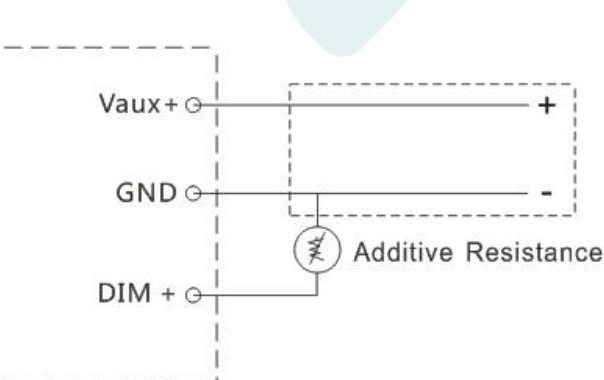 Vaux+ +
GND -
Additive Resistance
DIM +